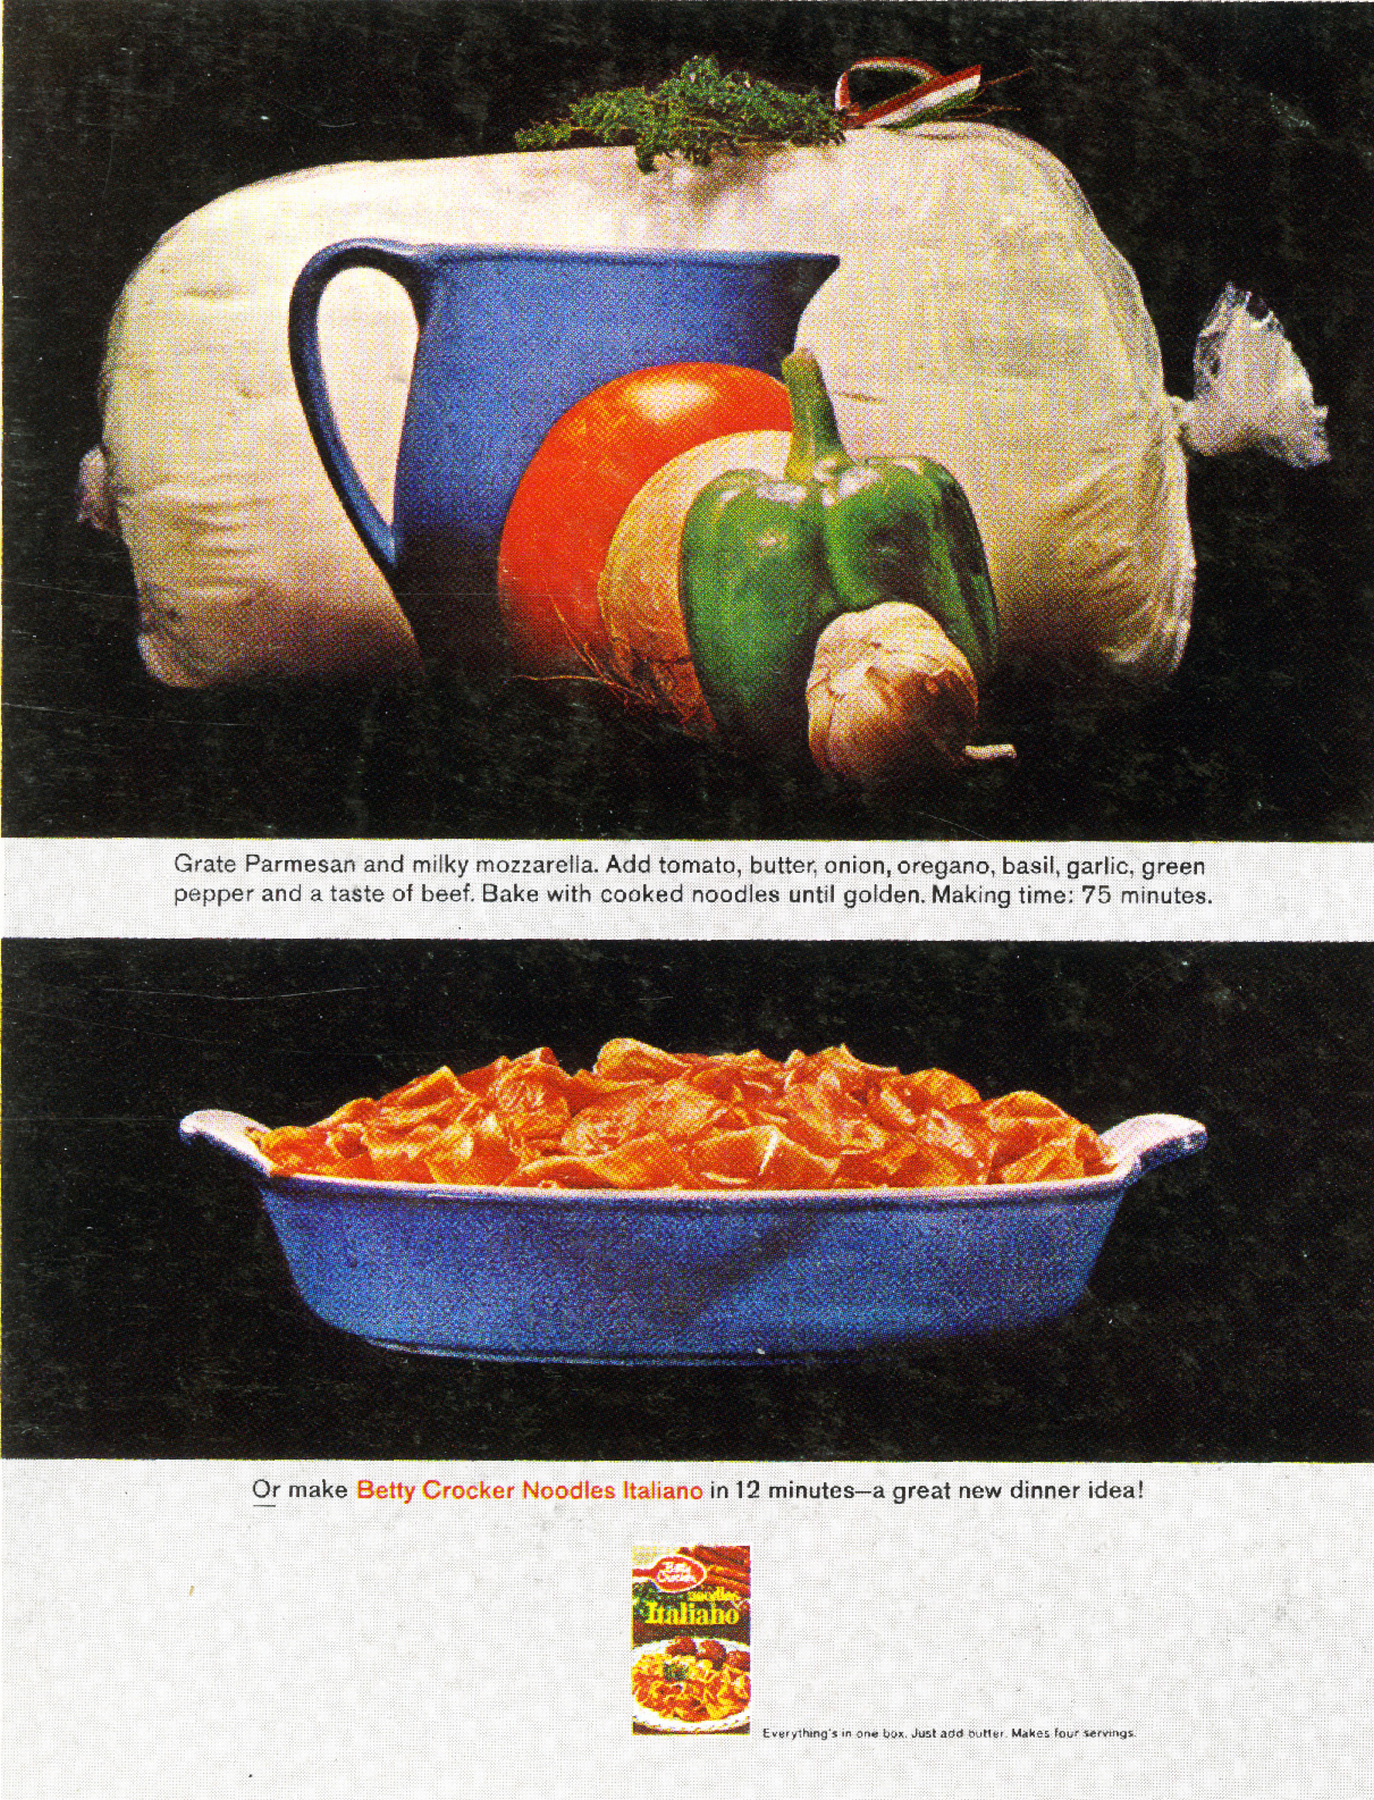 Grate Parmesan and milky mozzarella. Add tomato, butter, onion, oregano, basil, garlic, green
pepper and a taste of beef. Bake with cooked noodles until golden. Making time: 75 minutes.
Or make Betty Crocker Noodles Italiano in 12 minutes—a great new dinner idea!
Betty
Crocker
noodles
Italiano
Everything's in one box. Just add butter. Makes four servings.